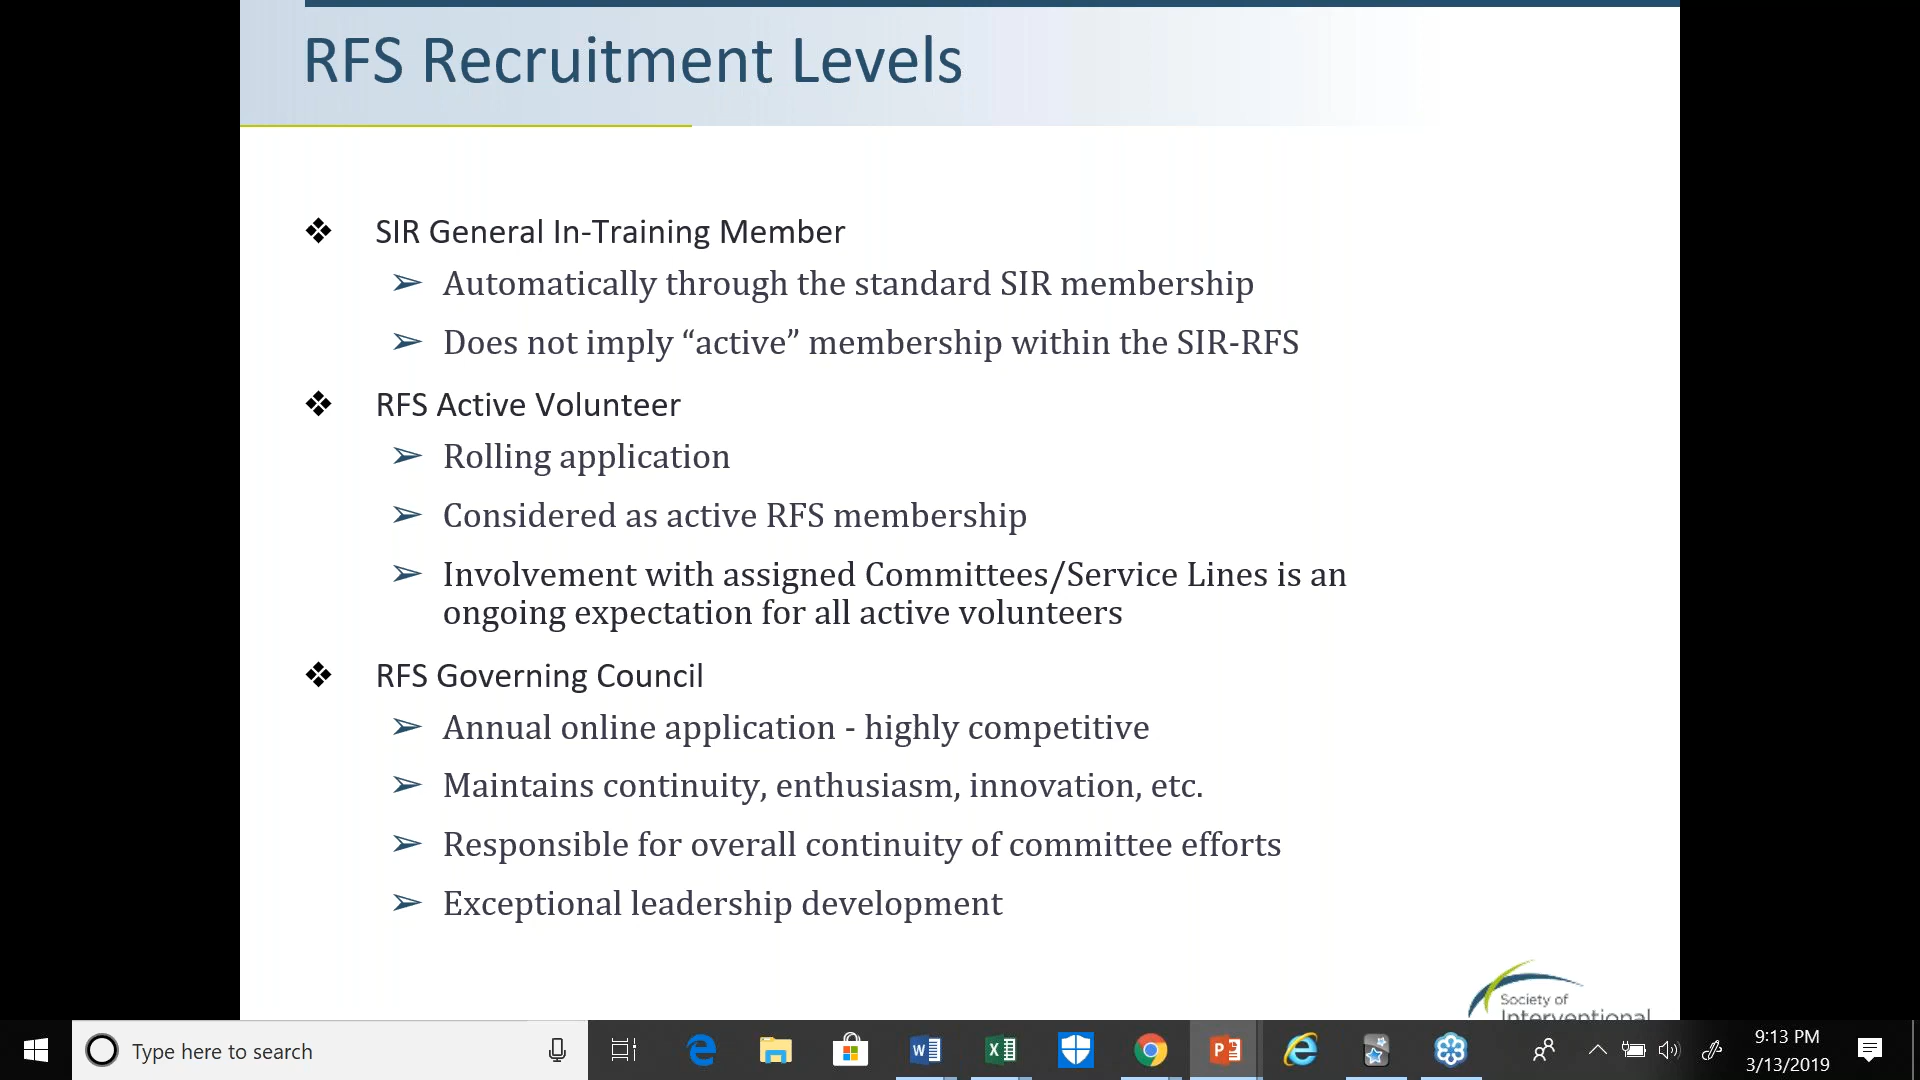 RFS Recruitment Levels
SIR General In-Training Member
Automatically through the standard SIR membership
Does not imply “active” membership within the SIR-RFS
RFS Active Volunteer
Rolling application
Considered as active RFS membership
Involvement with assigned Committees/Service Lines is an
ongoing expectation for all active volunteers
RFS Governing Council
Annual online application - highly competitive
Maintains continuity, enthusiasm, innovation, etc.
Responsible for overall continuity of committee efforts
Exceptional leadership development
Society of
Interventional
Type here to search
9:13 PM
3/13/2019